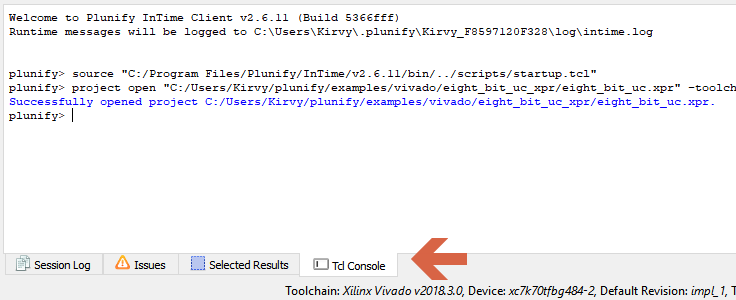 Welcome to Plunify InTime Client v2.6.11 (Build 5366fff)
Runtime messages will be logged to C:\Users\Kirvy\.plunify\Kirvy_F8597120F328\log\intime.log
plunify> source "C:/Program Files/Plunify/InTime/v2.6.11/bin/../scripts/startup.tcl"
plunify> project open "C:/Users/Kirvy/plunify/examples/vivado/eight_bit_uc_xpr/eight_bit_uc.xpr" -toolch
Successfully opened project C:/Users/Kirvy/plunify/examples/vivado/eight_bit_uc_xpr/eight_bit_uc.xpr.
plunify>
Session Log Issues Selected Results Tcl Console
Toolchain: Xilinx Vivado v2018.3.0, Device: xc7k70tfbg484-2, Default Revision: impl_1, T